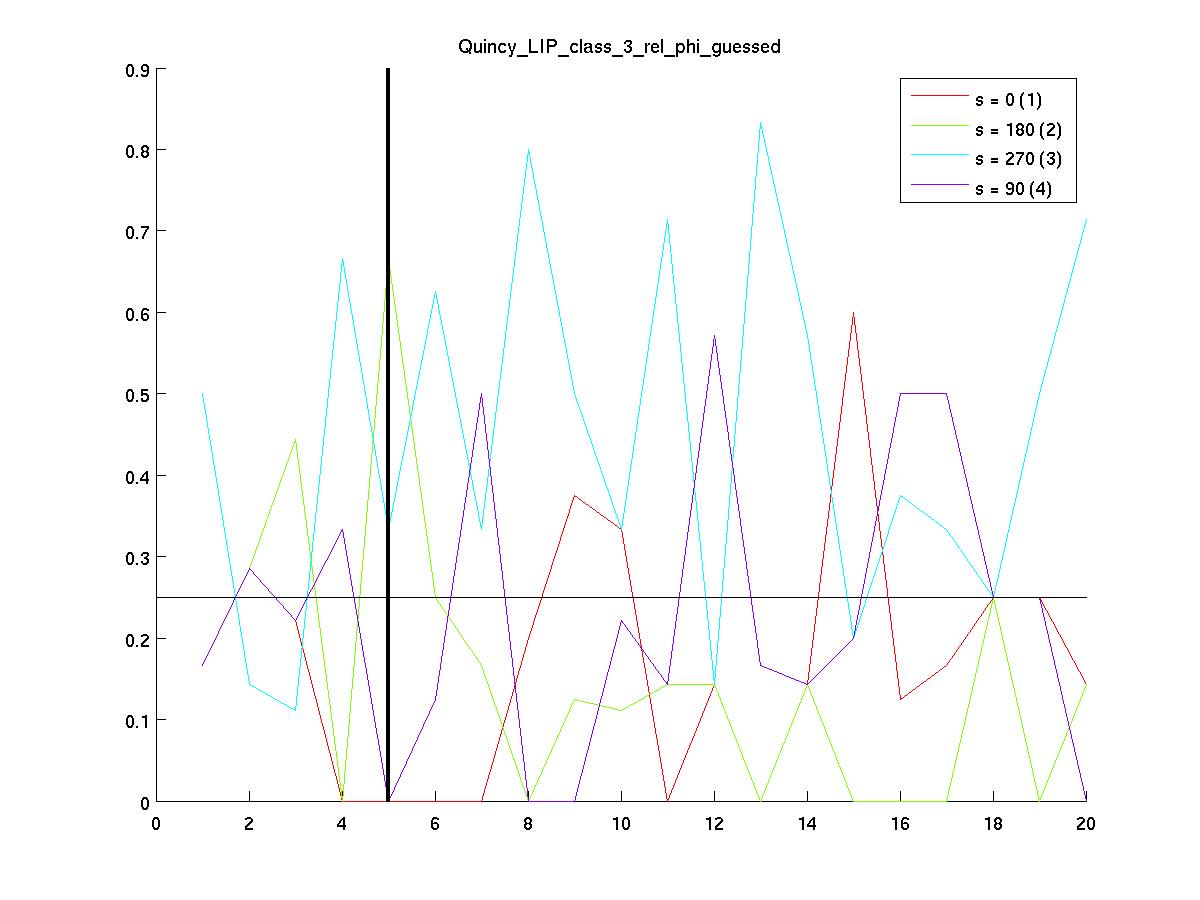 Quincy_LIP_class_3_rel_phi_guessed
0.9
0.8
0.7
0.6
0.5
0.4
0.3
0.2
0.1
0
s = 0 (1)
s = 180 (2)
s = 270 (3)
s = 90 (4)
0 2 4 6 8 10 12 14 16 18 20